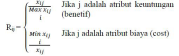 xᵢⱼ Jika j adalah atribut keuntungan
Max xᵢⱼ (benefit)
i
Rᵢⱼ =
Min xᵢⱼ Jika j adalah atribut biaya (cost)
i
xᵢⱼ